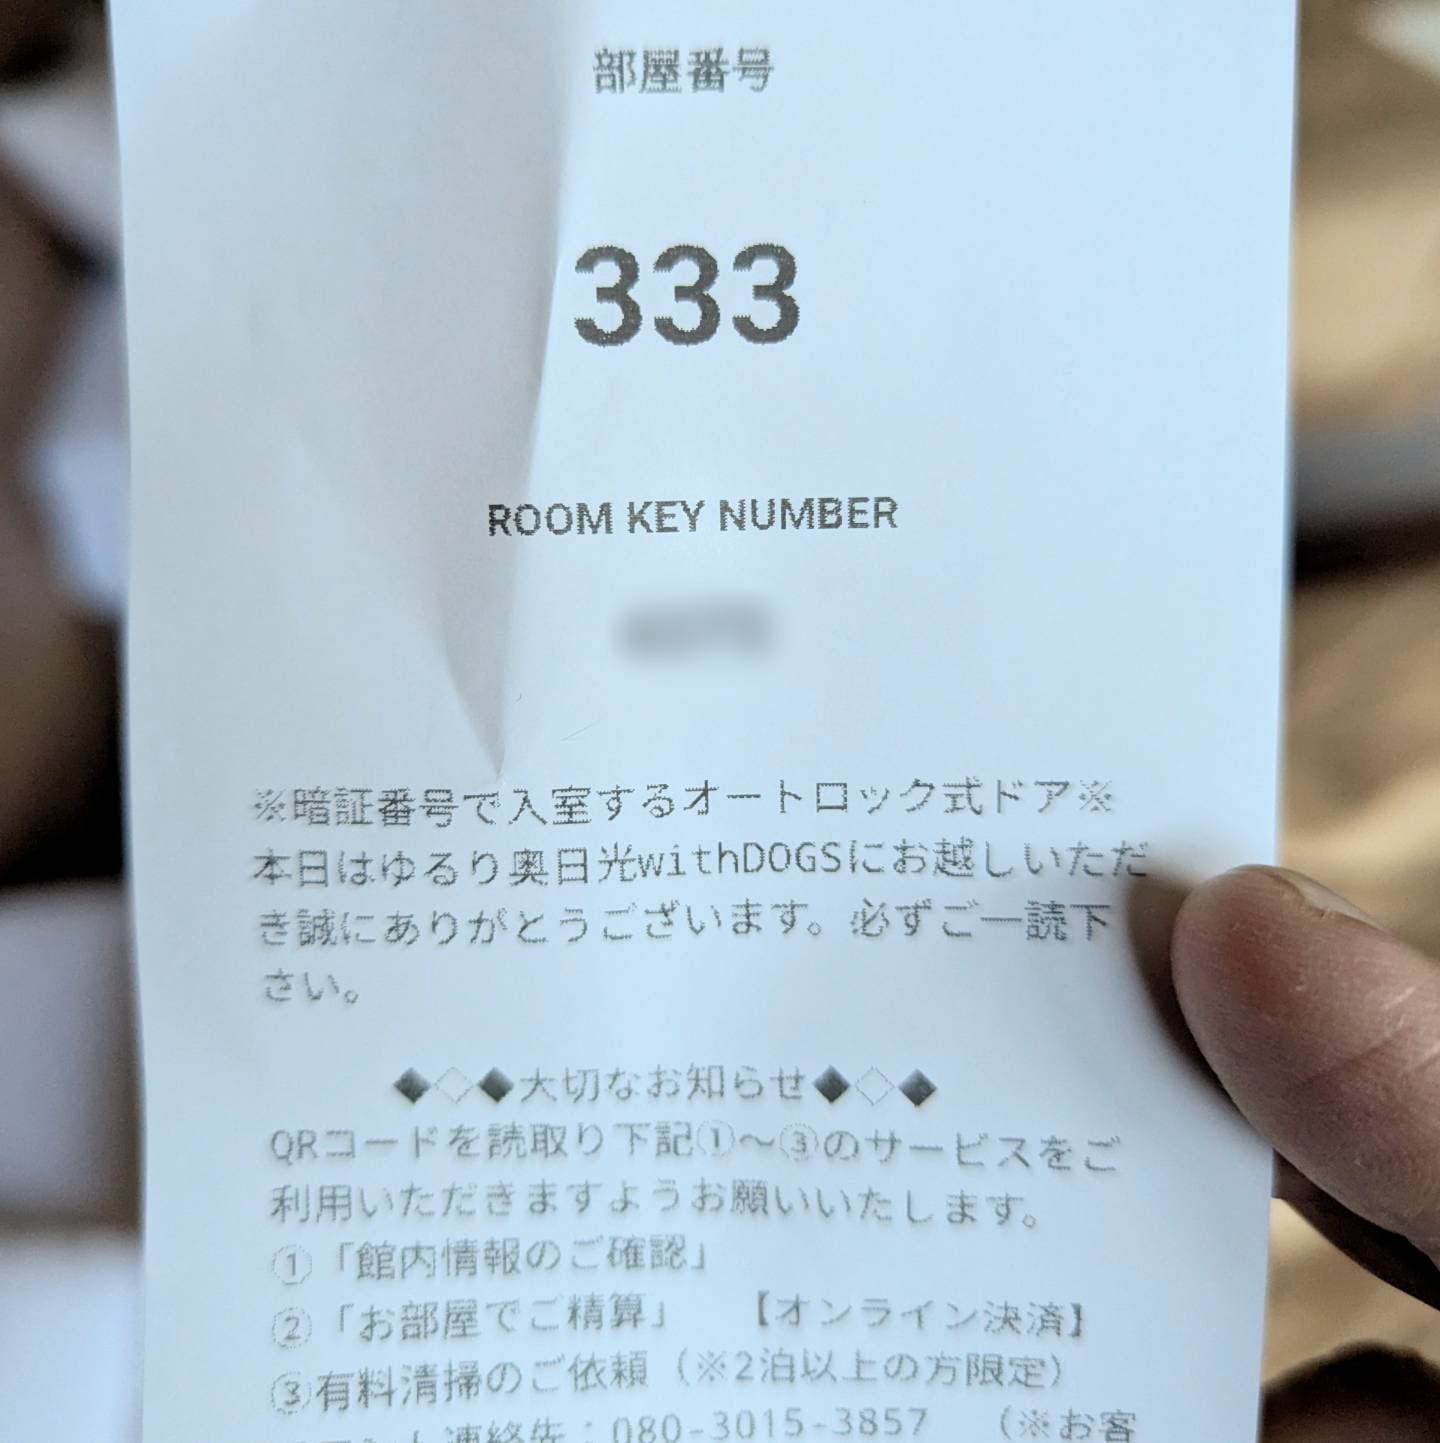 部屋番号
333
ROOM KEY NUMBER
※暗証番号で入室するオートロック式ドア※
本日はゆるり奥日光withDOGSにお越しいただ
き誠にありがとうございます。必ずご一読下
さい。
◆◇◆大切なお知らせ◆◇◆
QRコードを読取り下記①～③のサービスをご
利用いただきますようお願いいたします。
①「館内情報のご確認」
②「お部屋でご精算」 【オンライン決済】
③有料清掃のご依頼（※2泊以上の方限定）
連絡先：080-3015-3857 （※お客